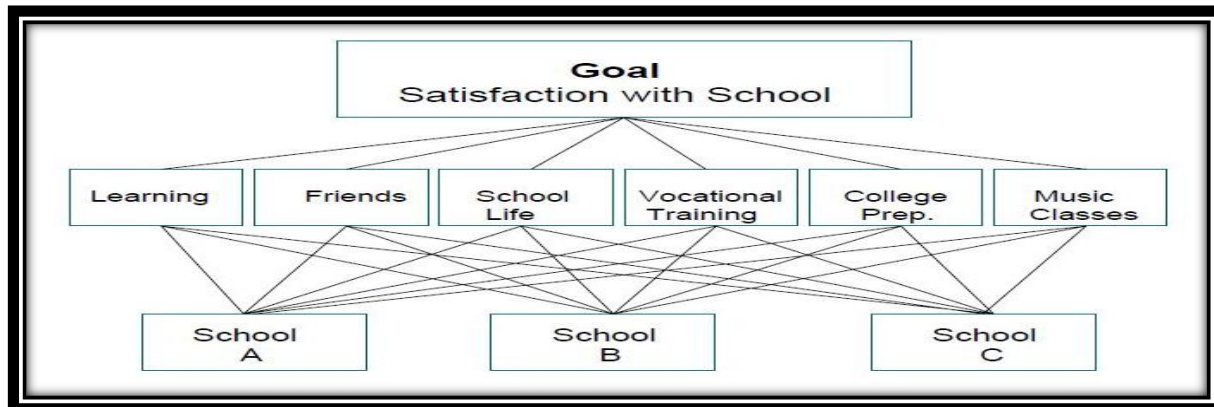 Goal
Satisfaction with School
Learning
Friends
School
Life
Vocational
Training
College
Prep.
Music
Classes
School
A
School
B
School
C